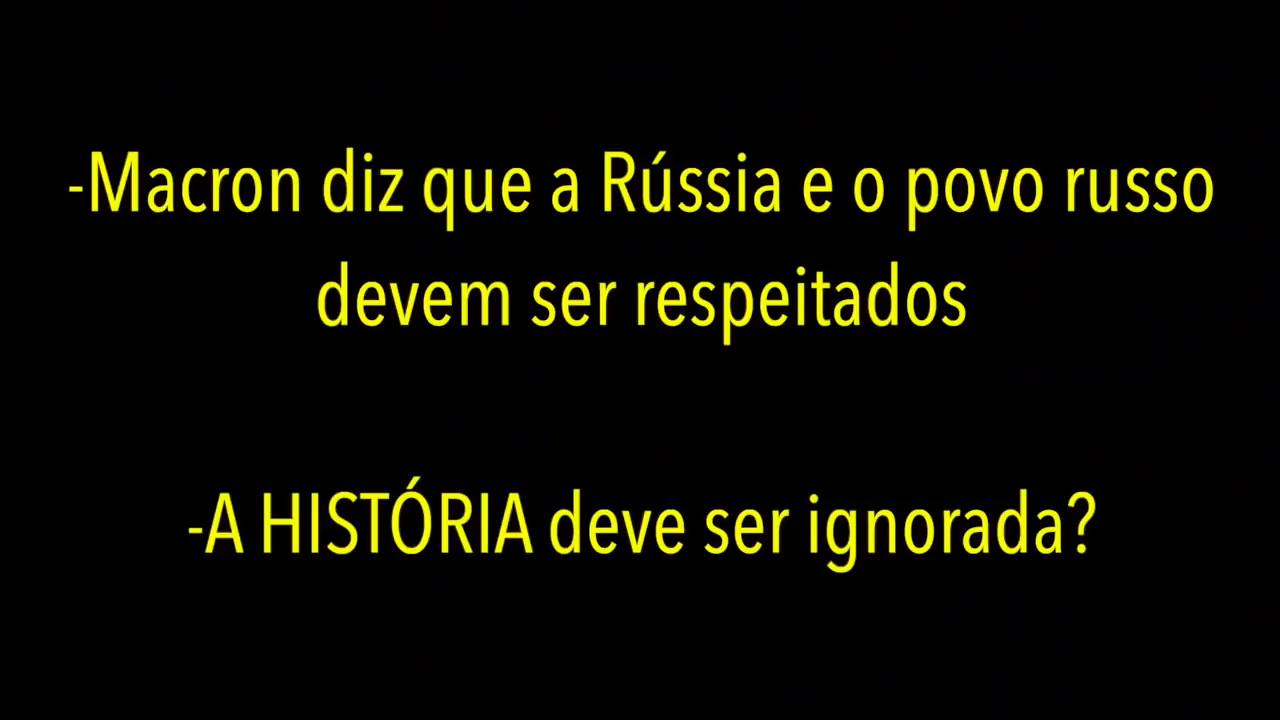 -Macron diz que a Rússia e o povo russo
devem ser respeitados
-A HISTÓRIA deve ser ignorada?